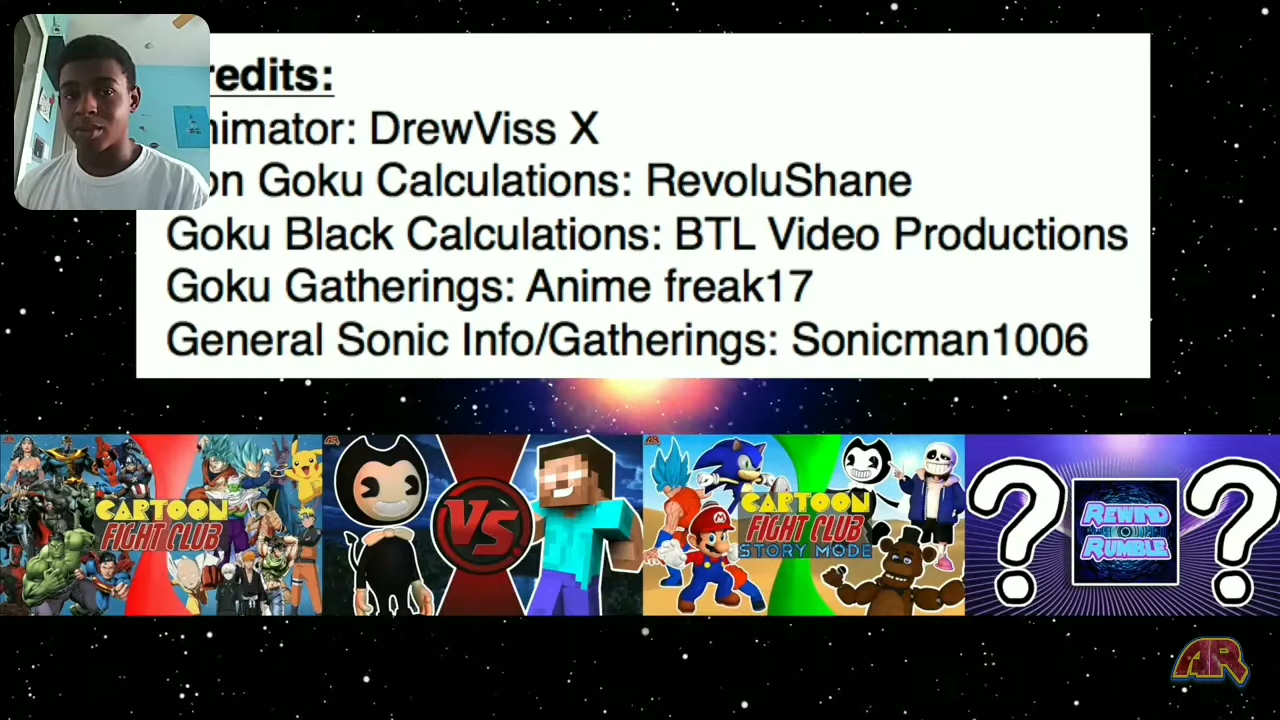 redits:
nimator: DrewViss X
on Goku Calculations: RevoluShane
Goku Black Calculations: BTL Video Productions
Goku Gatherings: Anime freak17
General Sonic Info/Gatherings: Sonicman1006
CARTOON
FIGHT CLUB
VS
CARTOON
FIGHT CLUB
STORY MODE
? REWIND ?
RUMBLE
AR